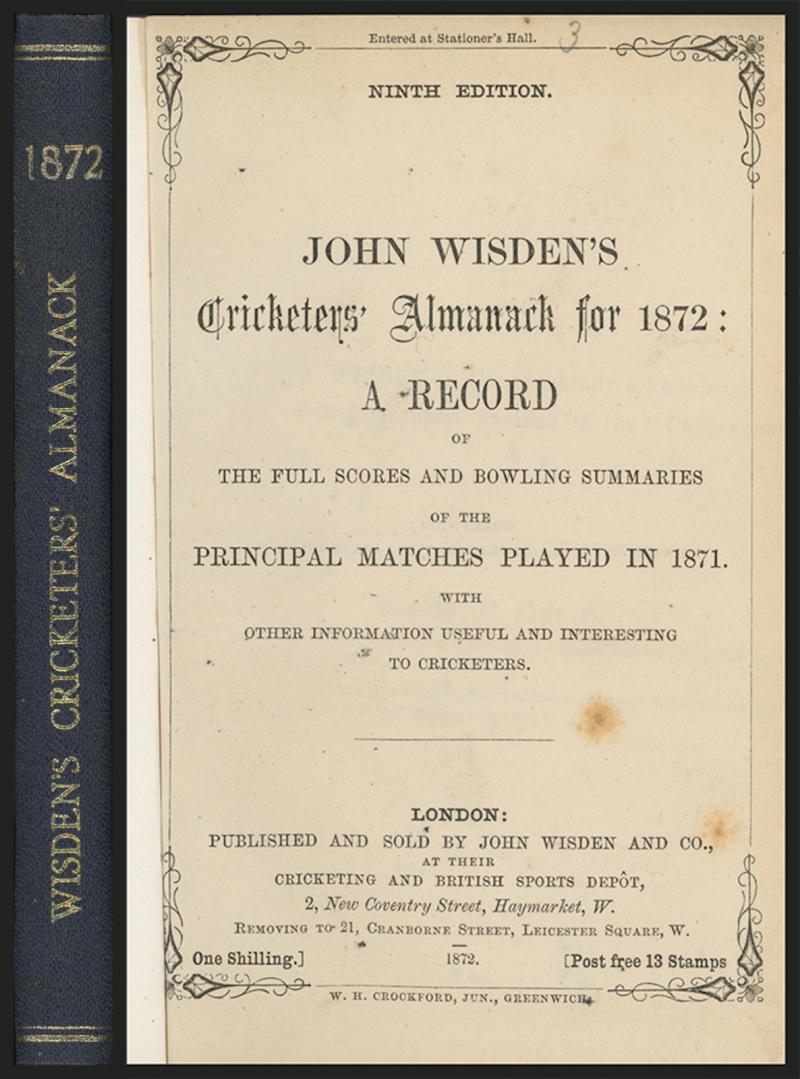 1872
WISDEN'S CRICKETERS' ALMANACK
Entered at Stationer's Hall. 3
NINTH EDITION.
JOHN WISDEN'S
Cricketers' Almanack for 1872:
A RECORD
OF
THE FULL SCORES AND BOWLING SUMMARIES
OF THE
PRINCIPAL MATCHES PLAYED IN 1871.
WITH
OTHER INFORMATION USEFUL AND INTERESTING
TO CRICKETERS.
LONDON:
PUBLISHED AND SOLD BY JOHN WISDEN AND CO.,
AT THEIR
CRICKETING AND BRITISH SPORTS DEPÔT,
2, New Coventry Street, Haymarket, W.
REMOVING TO 21, CRANBORNE STREET, LEICESTER SQUARE, W.
One Shilling.] 1872. [Post free 13 Stamps
W. H. CROCKFORD, JUN., GREENWICH.